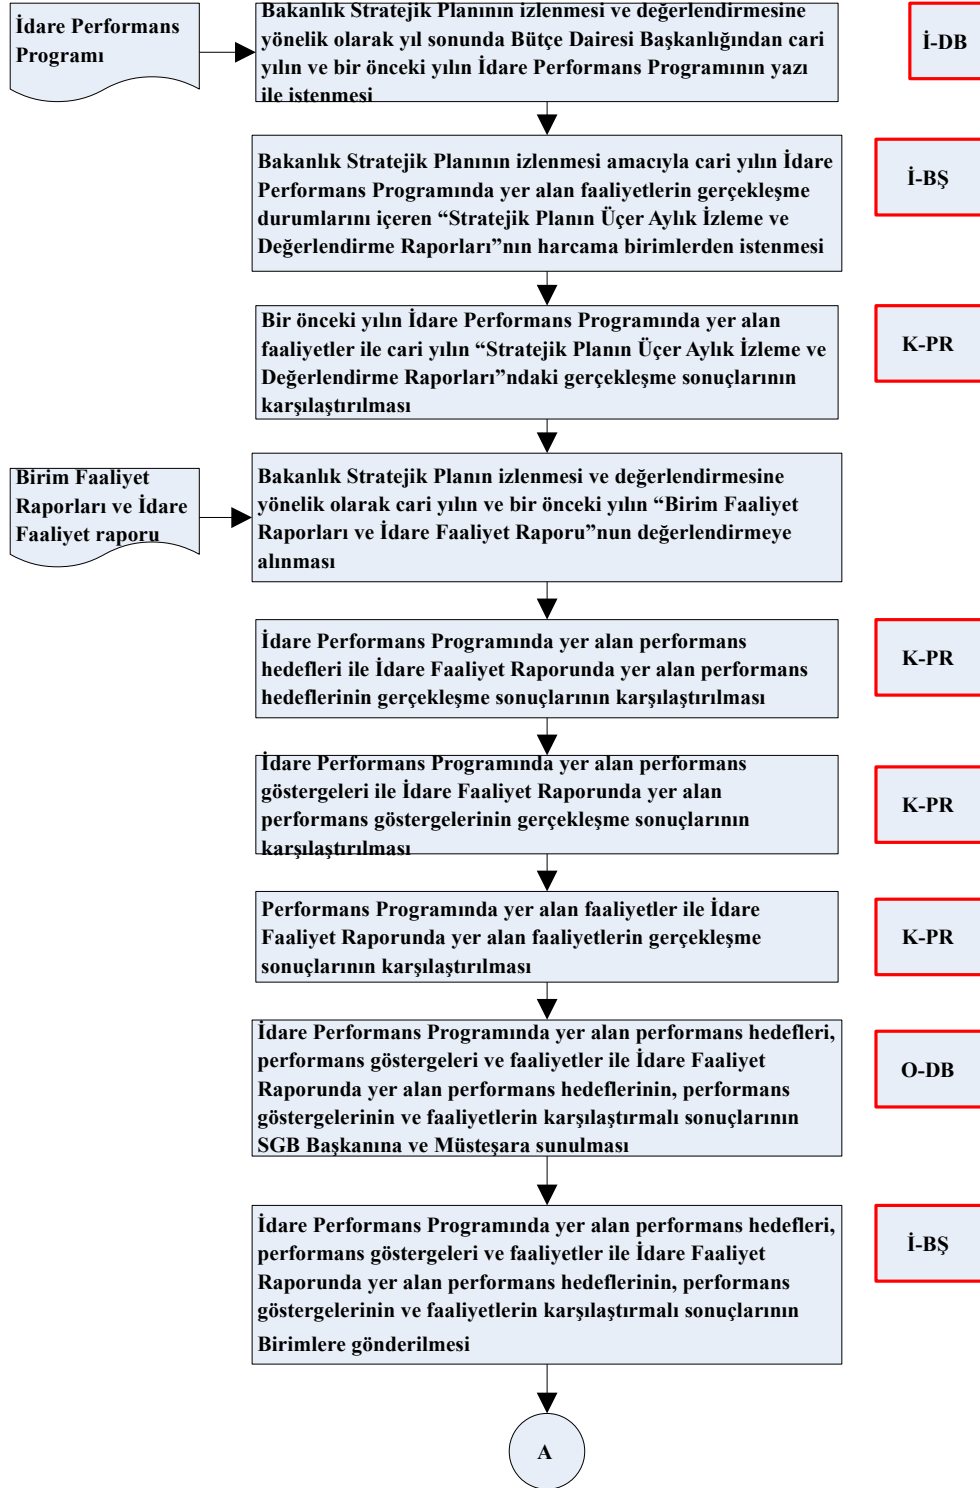 İdare Performans
Programı
Bakanlık Stratejik Planının izlenmesi ve değerlendirmesine
yönelik olarak yıl sonunda Bütçe Dairesi Başkanlığından cari
yılın ve bir önceki yılın İdare Performans Programının yazı
ile istenmesi
İ-DB
Bakanlık Stratejik Planının izlenmesi amacıyla cari yılın İdare
Performans Programında yer alan faaliyetlerin gerçekleşme
durumlarını içeren “Stratejik Planın Üçer Aylık İzleme ve
Değerlendirme Raporları”nın harcama birimlerden istenmesi
İ-BŞ
Bir önceki yılın İdare Performans Programında yer alan
faaliyetler ile cari yılın “Stratejik Planın Üçer Aylık İzleme ve
Değerlendirme Raporları”ndaki gerçekleşme sonuçlarının
karşılaştırılması
K-PR
Birim Faaliyet
Raporları ve İdare
Faaliyet raporu
Bakanlık Stratejik Planın izlenmesi ve değerlendirmesine
yönelik olarak cari yılın ve bir önceki yılın “Birim Faaliyet
Raporları ve İdare Faaliyet Raporu”nun değerlendirmeye
alınması
İdare Performans Programında yer alan performans
hedefleri ile İdare Faaliyet Raporunda yer alan performans
hedeflerinin gerçekleşme sonuçlarının karşılaştırılması
K-PR
İdare Performans Programında yer alan performans
göstergeleri ile İdare Faaliyet Raporunda yer alan
performans göstergelerinin gerçekleşme sonuçlarının
karşılaştırılması
K-PR
Performans Programında yer alan faaliyetler ile İdare
Faaliyet Raporunda yer alan faaliyetlerin gerçekleşme
sonuçlarının karşılaştırılması
K-PR
İdare Performans Programında yer alan performans hedefleri,
performans göstergeleri ve faaliyetler ile İdare Faaliyet
Raporunda yer alan performans hedeflerinin, performans
göstergelerinin ve faaliyetlerin karşılaştırmalı sonuçlarının
SGB Başkanına ve Müsteşara sunulması
O-DB
İdare Performans Programında yer alan performans hedefleri,
performans göstergeleri ve faaliyetler ile İdare Faaliyet
Raporunda yer alan performans hedeflerinin, performans
göstergelerinin ve faaliyetlerin karşılaştırmalı sonuçlarının
Birimlere gönderilmesi
İ-BŞ
A